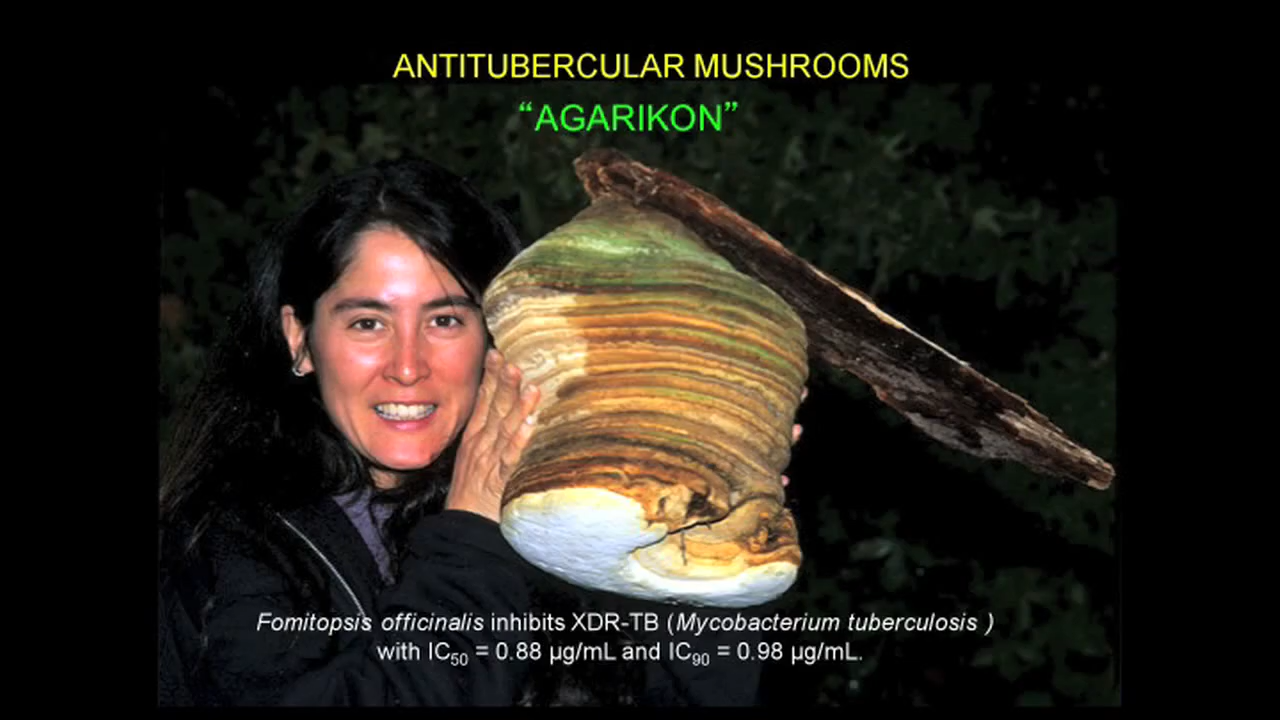 ANTITUBERCULAR MUSHROOMS
“AGARIKON”
Fomitopsis officinalis inhibits XDR-TB (Mycobacterium tuberculosis )
with IC50 = 0.88 µg/mL and IC90 = 0.98 µg/mL.